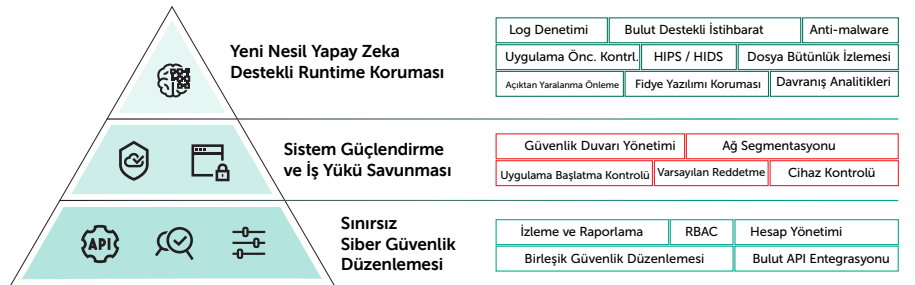 Yeni Nesil Yapay Zeka
Destekli Runtime Koruması
Log Denetimi
Bulut Destekli İstihbarat
Anti-malware
Uygulama Önc. Kontrl.
HIPS / HIDS
Dosya Bütünlük İzlemesi
Açıktan Yaralanma Önleme
Fidye Yazılımı Koruması
Davranış Analitikleri
Sistem Güçlendirme
ve İş Yükü Savunması
Güvenlik Duvarı Yönetimi
Ağ Segmentasyonu
Uygulama Başlatma Kontrolü
Varsayılan Reddetme
Cihaz Kontrolü
API
Sınırsız
Siber Güvenlik
Düzenlemesi
İzleme ve Raporlama
RBAC
Hesap Yönetimi
Birleşik Güvenlik Düzenlemesi
Bulut API Entegrasyonu